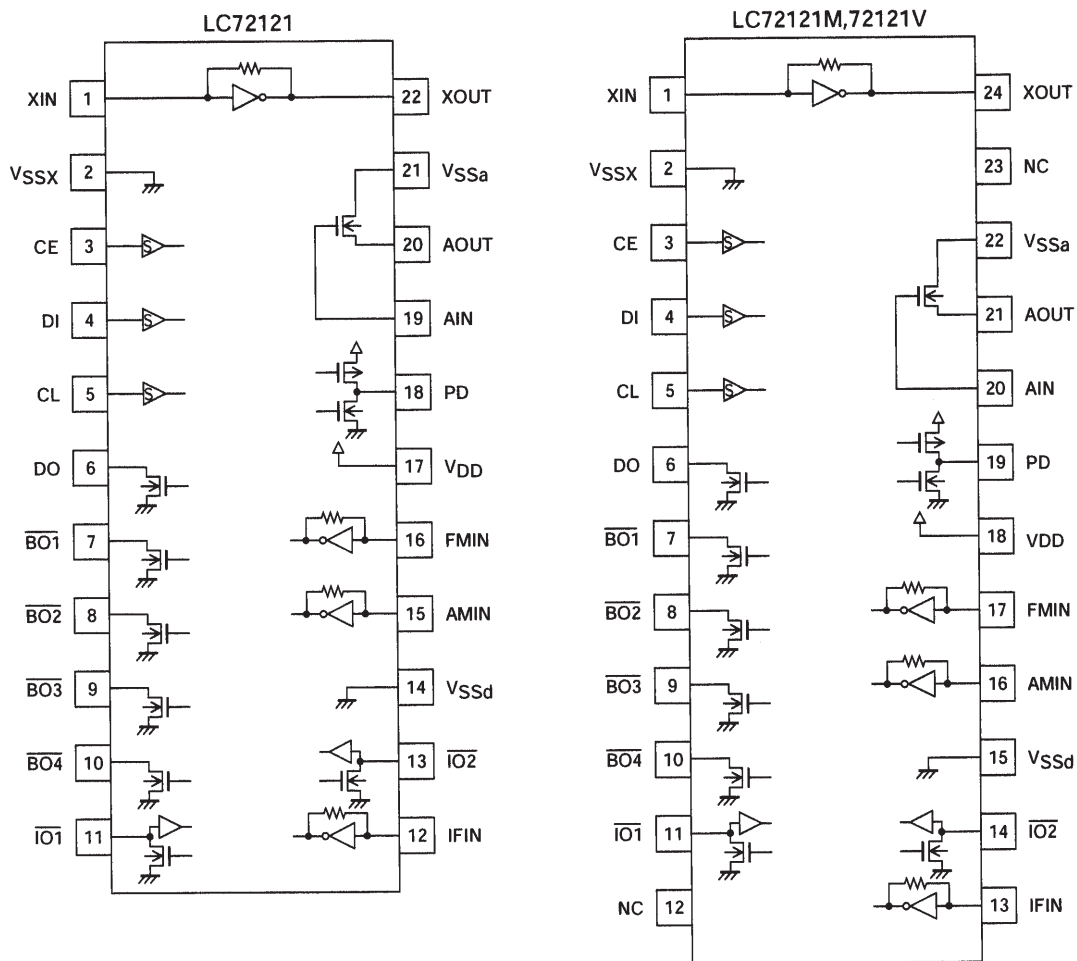 LC72121
XIN 1 22 XOUT
VSSX 2 21 VSSa
CE 3 S 20 AOUT
DI 4 S 19 AIN
CL 5 S 18 PD
DO 6 17 VDD
BO1 7 16 FMIN
BO2 8 15 AMIN
BO3 9 14 VSSd
BO4 10 13 IO2
IO1 11 12 IFIN
LC72121M,72121V
XIN 1 24 XOUT
VSSX 2 23 NC
CE 3 S 22 VSSa
DI 4 S 21 AOUT
CL 5 S 20 AIN
DO 6 19 PD
BO1 7 18 VDD
BO2 8 17 FMIN
BO3 9 16 AMIN
BO4 10 15 VSSd
IO1 11 14 IO2
NC 12 13 IFIN